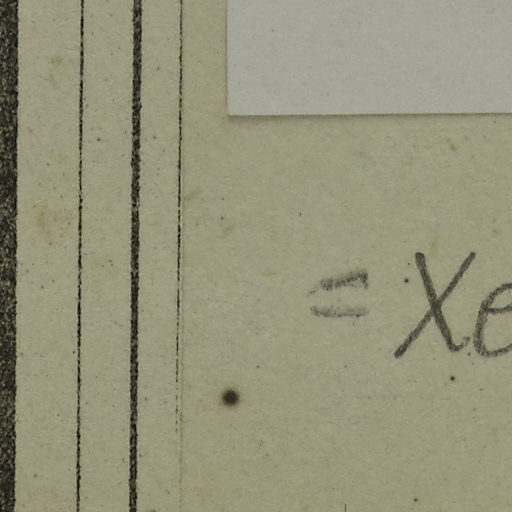 = Xe